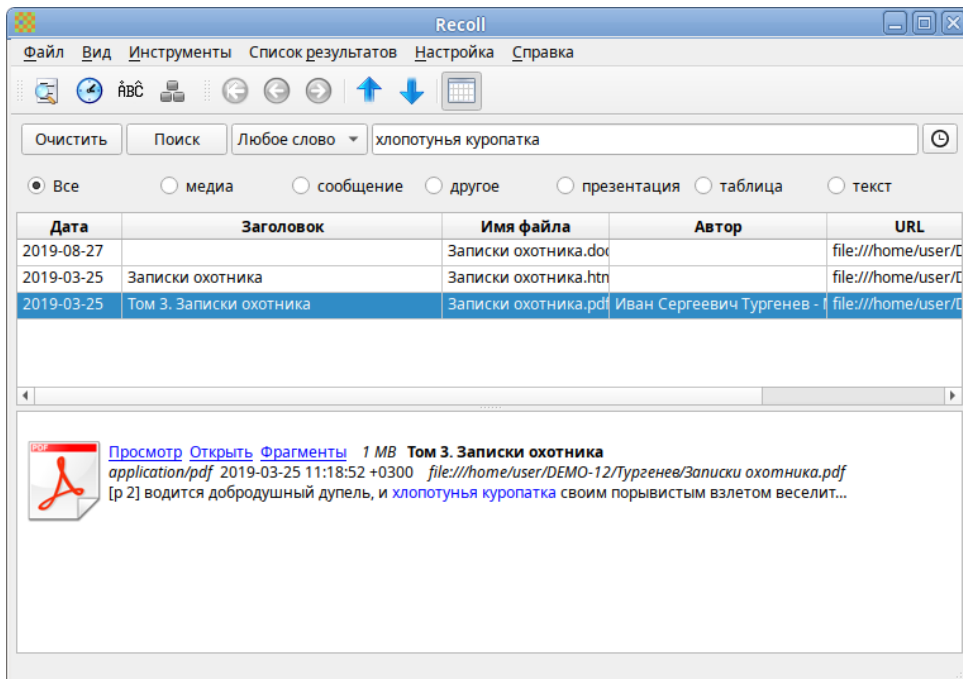 Recoll
Файл Вид Инструменты Список результатов Настройка Справка
ÂBĈ
Очистить Поиск Любое слово хлопотунья куропатка
Все медиа сообщение другое презентация таблица текст
Дата Заголовок Имя файла Автор URL
2019-08-27 Записки охотника.doc file:///home/user/D
2019-03-25 Записки охотника Записки охотника.htm file:///home/user/D
2019-03-25 Том 3. Записки охотника Записки охотника.pdf Иван Сергеевич Тургенев - file:///home/user/D
PDF
Просмотр Открыть Фрагменты 1 MB Том 3. Записки охотника
application/pdf 2019-03-25 11:18:52 +0300 file:///home/user/DEMO-12/Тургенев/Записки охотника.pdf
[p 2] водится добродушный дупель, и хлопотунья куропатка своим порывистым взлетом веселит...